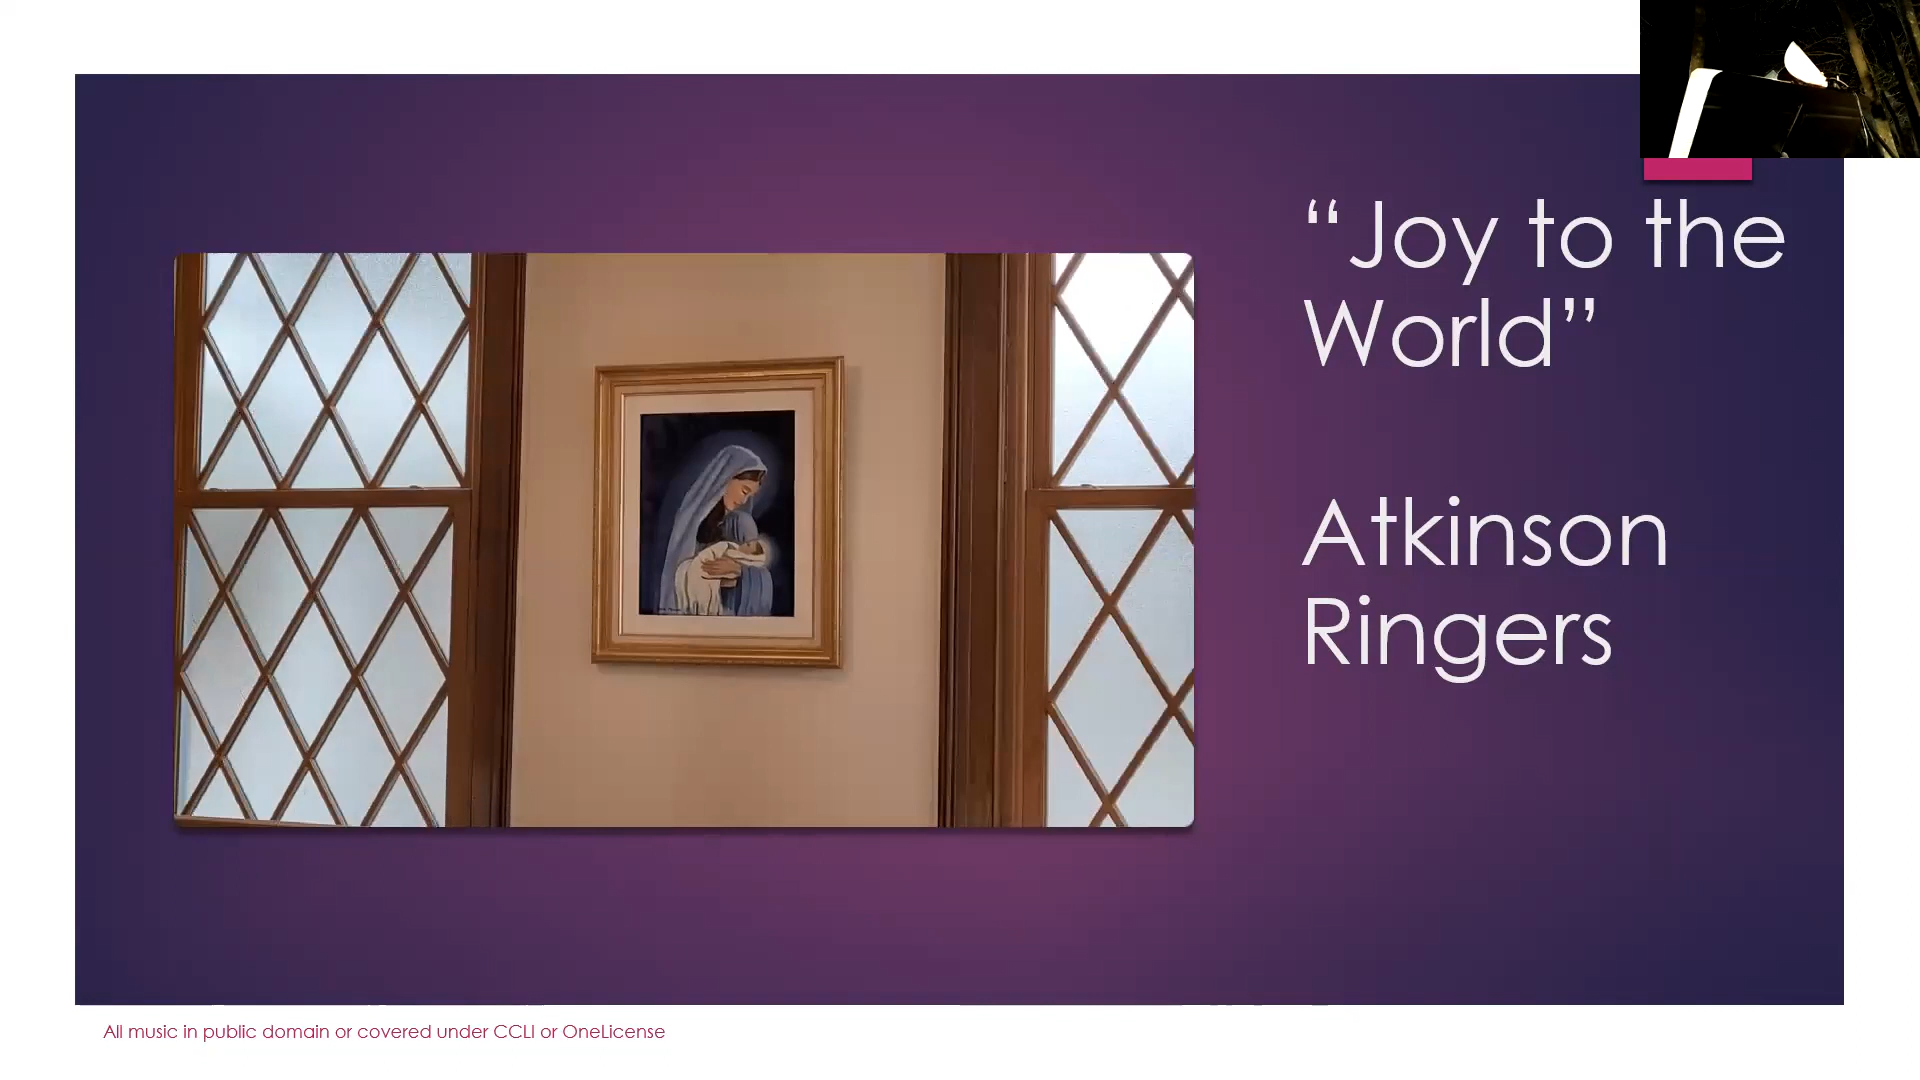 “Joy to the
World”
Atkinson
Ringers
All music in public domain or covered under CCLI or OneLicense